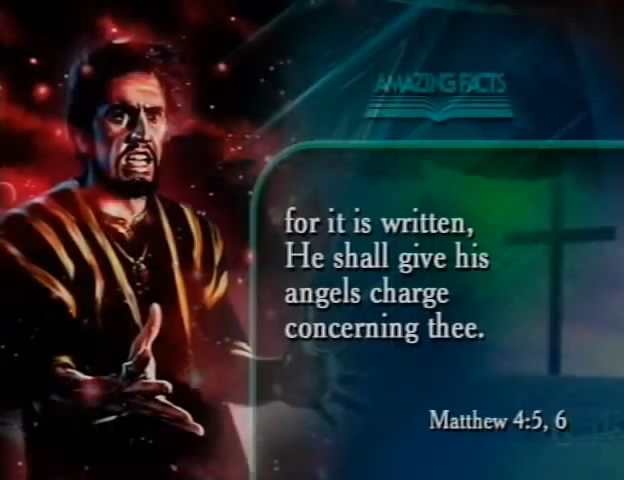 AMAZING FACTS
for it is written,
He shall give his
angels charge
concerning thee.
Matthew 4:5, 6